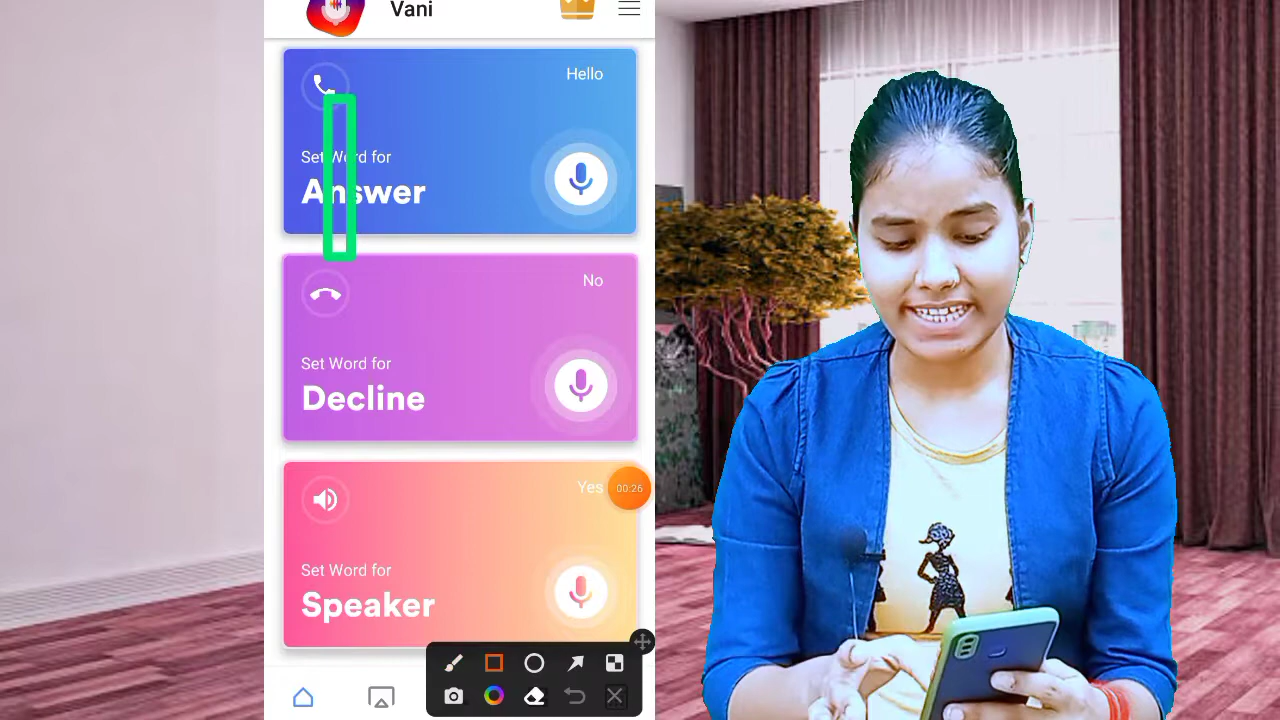 Vani
Hello
Set Word for
Answer
No
Set Word for
Decline
Yes
00:26
Set Word for
Speaker